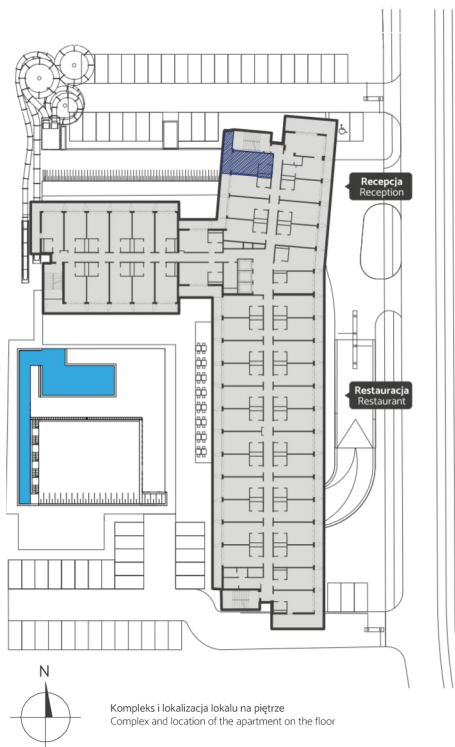 Recepcja
Reception
Restauracja
Restaurant
N
Kompleks i lokalizacja lokalu na piętrze
Complex and location of the apartment on the floor